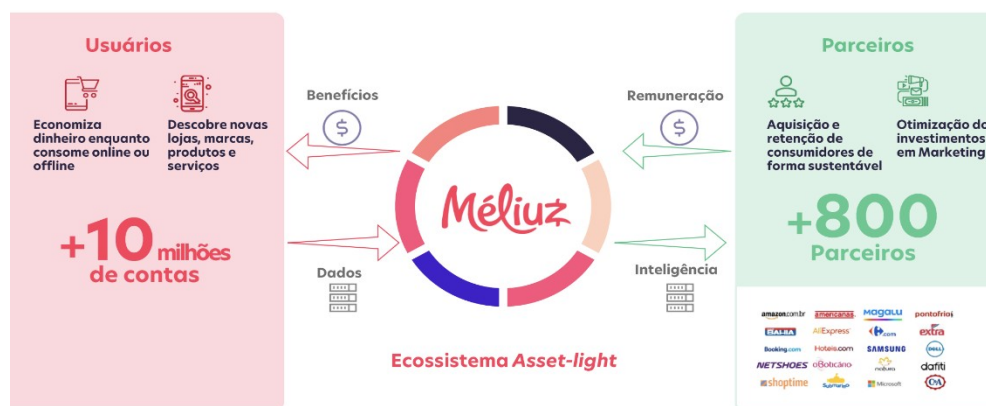 Usuários
Economiza
dinheiro enquanto
consome online ou
offline
Descobre novas
lojas, marcas,
produtos e
serviços
+10 milhões
de contas
Benefícios
$
Dados
Méliuz
Ecossistema Asset-light
Remuneração
$
Inteligência
Parceiros
Aquisição e
retenção de
consumidores de
forma sustentável
Otimização do
investimentos
em Marketing
+800
Parceiros
amazon.com.br americanas magalu pontofrio
BAHIA AliExpress .com extra
Booking.com Hoteis.com SAMSUNG DELL
NETSHOES oBoticário natura dafiti
shoptime Submarino Microsoft C&A